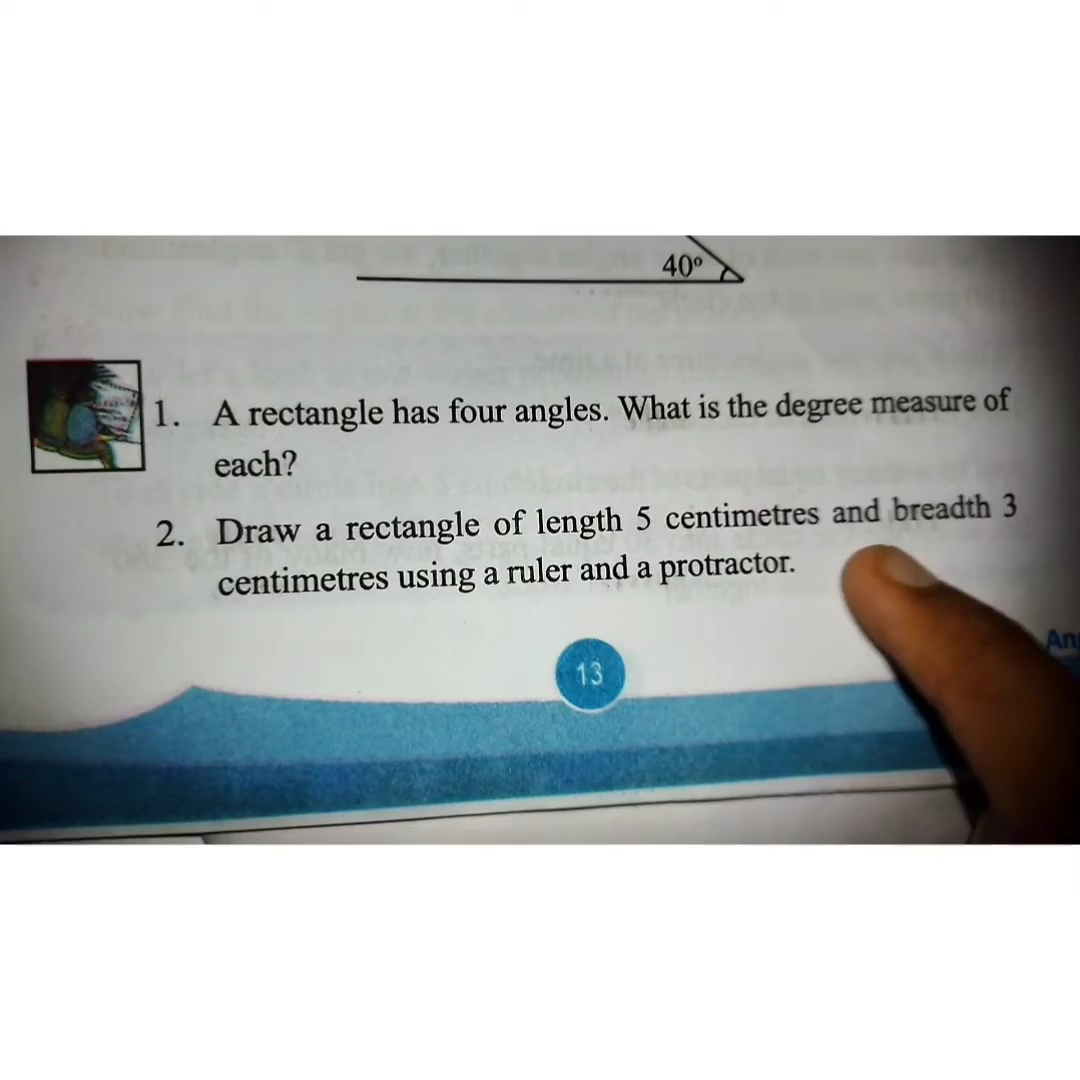 40°
1. A rectangle has four angles. What is the degree measure of
each?
2. Draw a rectangle of length 5 centimetres and breadth 3
centimetres using a ruler and a protractor.
An
13